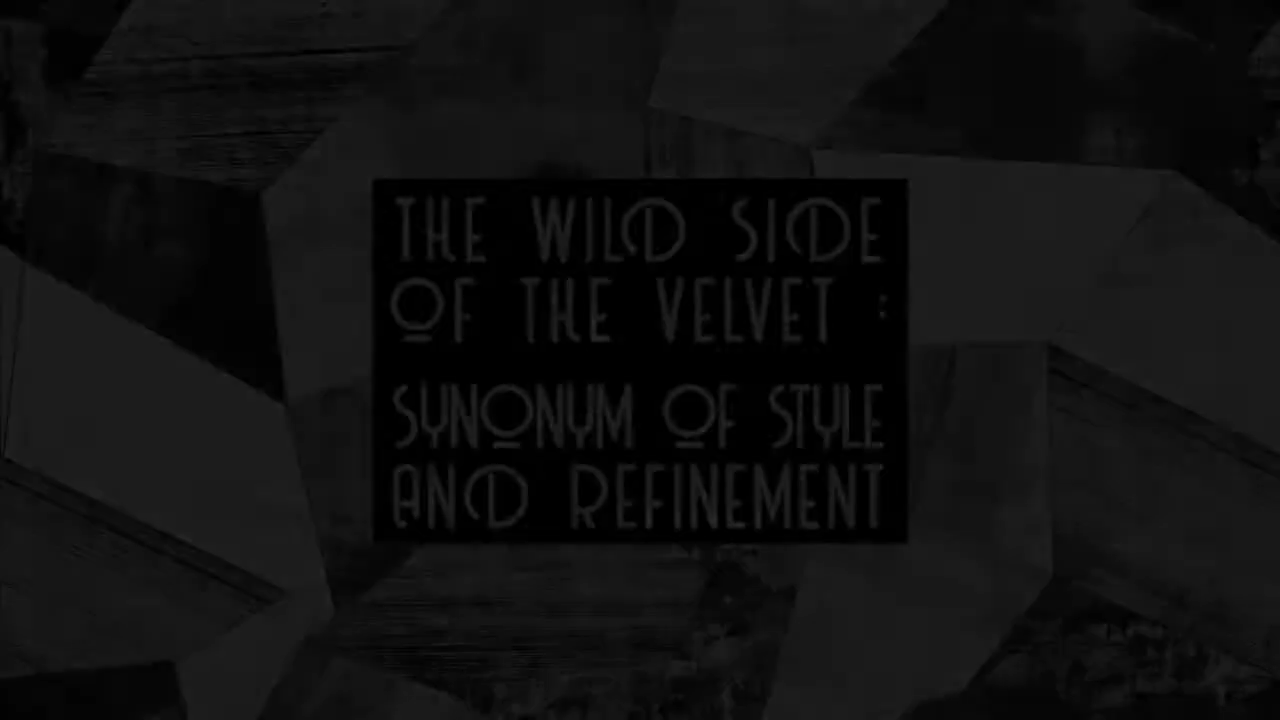 THE WILD SIDE
OF THE VELVET :
SYNONYM OF STYLE
AND REFINEMENT